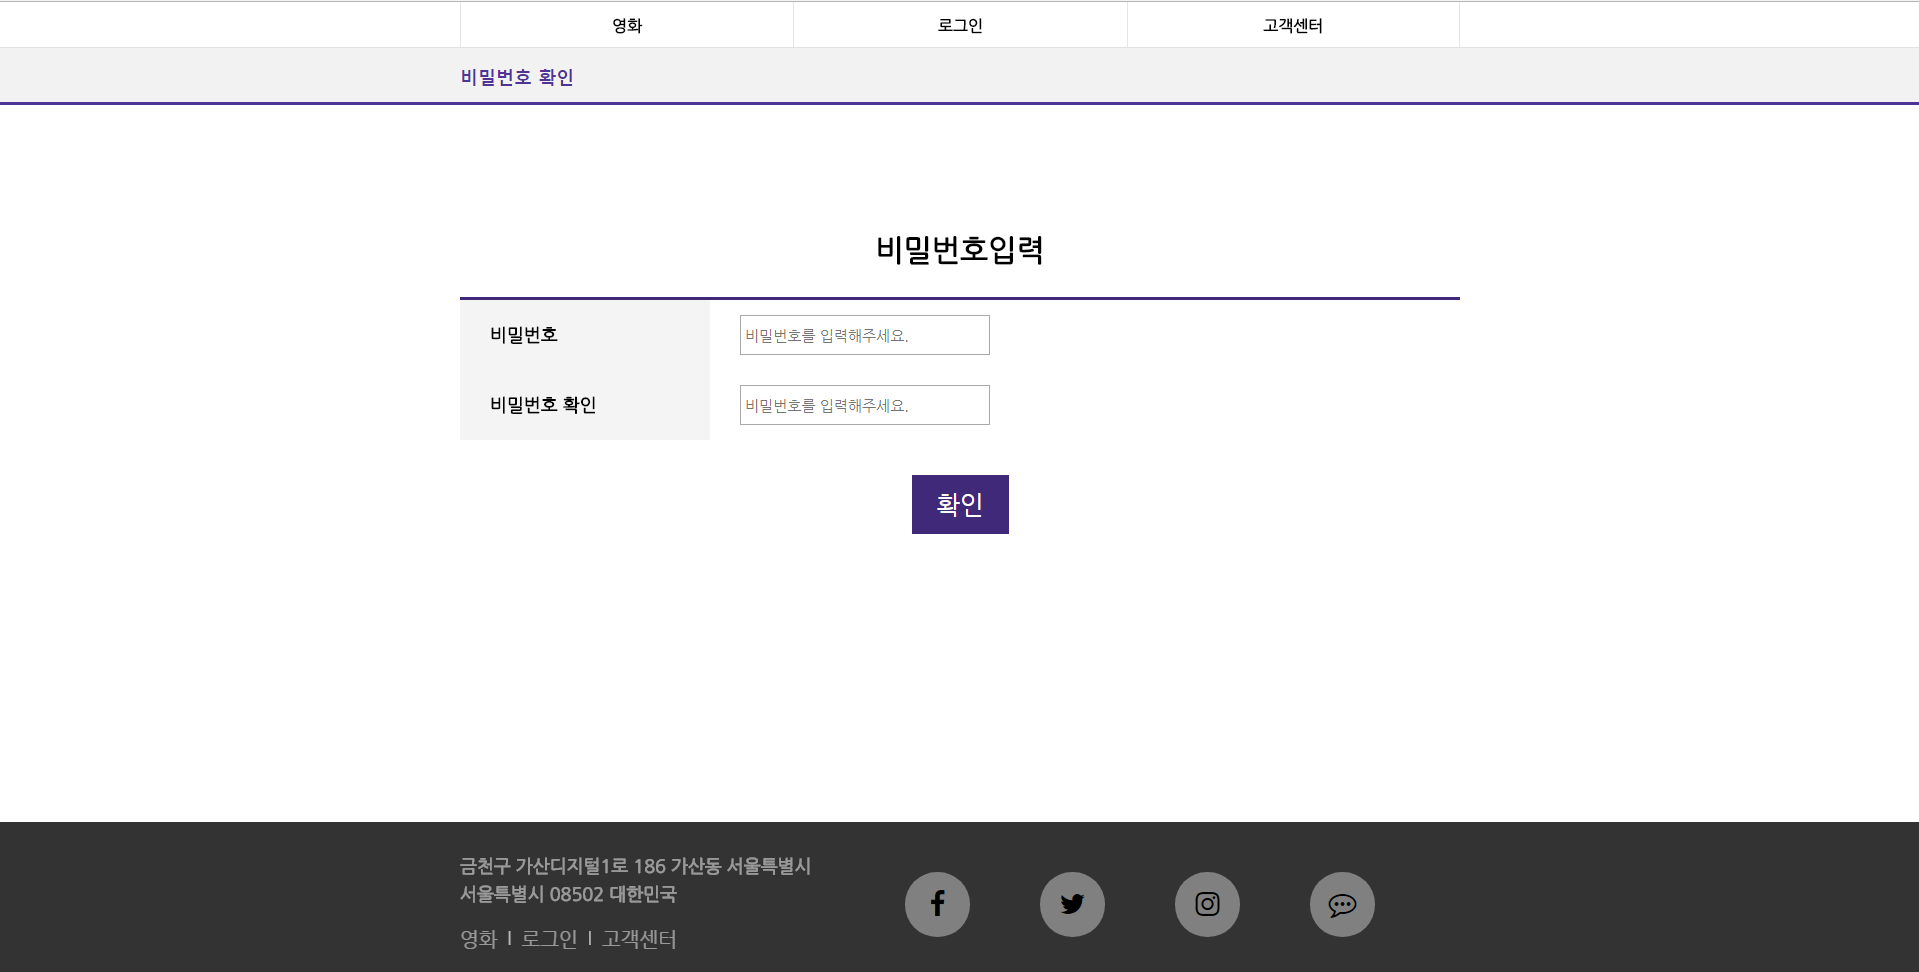 영화
로그인
고객센터
비밀번호 확인
비밀번호입력
비밀번호
비밀번호를 입력해주세요.
비밀번호 확인
비밀번호를 입력해주세요.
확인
금천구 가산디지털1로 186 가산동 서울특별시
서울특별시 08502 대한민국
영화 | 로그인 | 고객센터